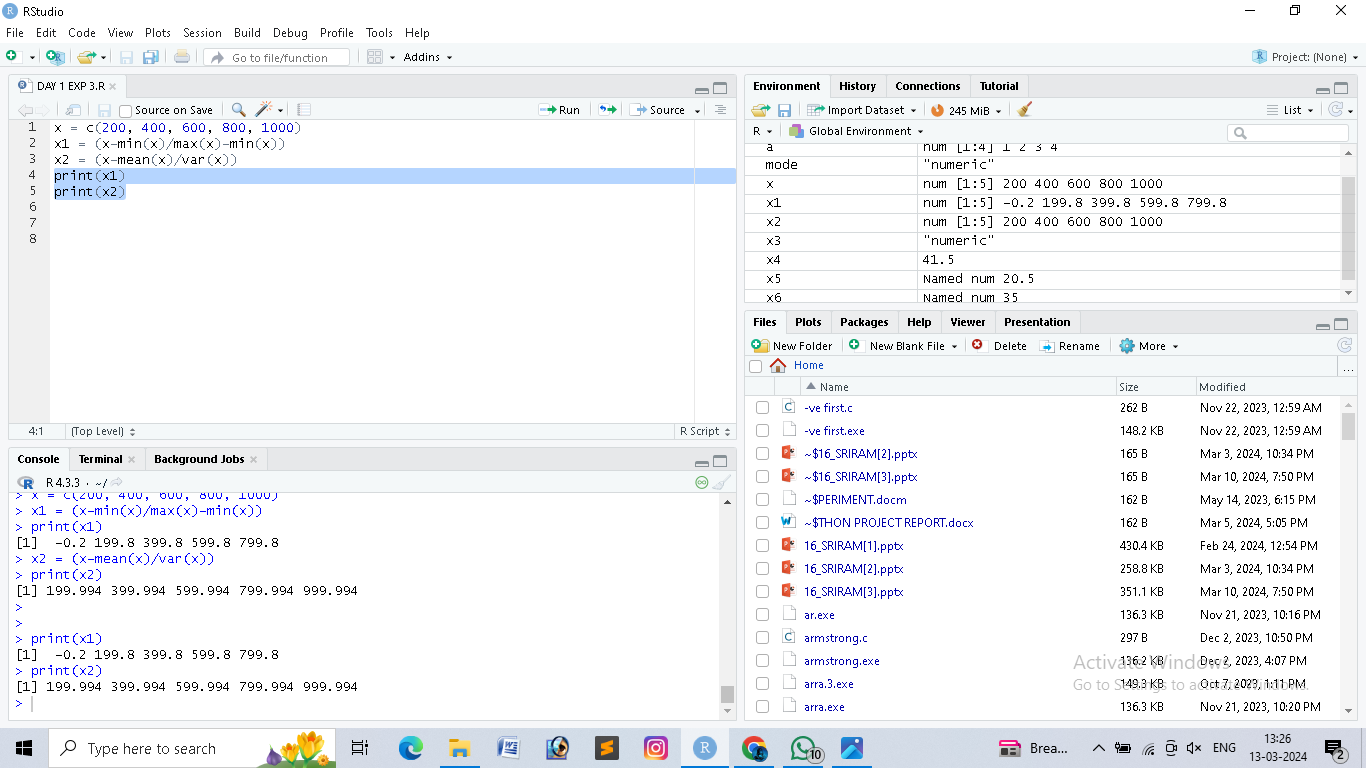 RStudio
File Edit Code View Plots Session Build Debug Profile Tools Help
Go to file/function Addins Project: (None)
DAY 1 EXP 3.R
Source on Save Run Source
1 x = c(200, 400, 600, 800, 1000)
2 x1 = (x-min(x)/max(x)-min(x))
3 x2 = (x-mean(x)/var(x))
4 print(x1)
5 print(x2)
6
7
8
4:1 (Top Level) R Script
Console Terminal Background Jobs
R 4.3.3 · ~/
> x = c(200, 400, 600, 800, 1000)
> x1 = (x-min(x)/max(x)-min(x))
> print(x1)
[1]  -0.2 199.8 399.8 599.8 799.8
> x2 = (x-mean(x)/var(x))
> print(x2)
[1] 199.994 399.994 599.994 799.994 999.994
>
>
> print(x1)
[1]  -0.2 199.8 399.8 599.8 799.8
> print(x2)
[1] 199.994 399.994 599.994 799.994 999.994
>
Environment History Connections Tutorial
Import Dataset 245 MiB List
R Global Environment
a num [1:4] 1 2 3 4
mode "numeric"
x num [1:5] 200 400 600 800 1000
x1 num [1:5] -0.2 199.8 399.8 599.8 799.8
x2 num [1:5] 200 400 600 800 1000
x3 "numeric"
x4 41.5
x5 Named num 20.5
x6 Named num 35
Files Plots Packages Help Viewer Presentation
New Folder New Blank File Delete Rename More
Home ...
Name Size Modified
-ve first.c 262 B Nov 22, 2023, 12:59 AM
-ve first.exe 148.2 KB Nov 22, 2023, 12:59 AM
~$16_SRIRAM[2].pptx 165 B Mar 3, 2024, 10:34 PM
~$16_SRIRAM[3].pptx 165 B Mar 10, 2024, 7:50 PM
~$PERIMENT.docm 162 B May 14, 2023, 6:15 PM
~$THON PROJECT REPORT.docx 162 B Mar 5, 2024, 5:05 PM
16_SRIRAM[1].pptx 430.4 KB Feb 24, 2024, 12:54 PM
16_SRIRAM[2].pptx 258.8 KB Mar 3, 2024, 10:34 PM
16_SRIRAM[3].pptx 351.1 KB Mar 10, 2024, 7:50 PM
ar.exe 136.3 KB Nov 21, 2023, 10:16 PM
armstrong.c 297 B Dec 2, 2023, 10:50 PM
armstrong.exe 136.2 KB Dec 2, 2023, 4:07 PM
arra.3.exe 149.3 KB Oct 7, 2023, 1:11 PM
arra.exe 136.3 KB Nov 21, 2023, 10:20 PM
Activate Windows
Go to Settings to activate Windows.
Type here to search
10
Brea...
ENG
13:26
13-03-2024
2